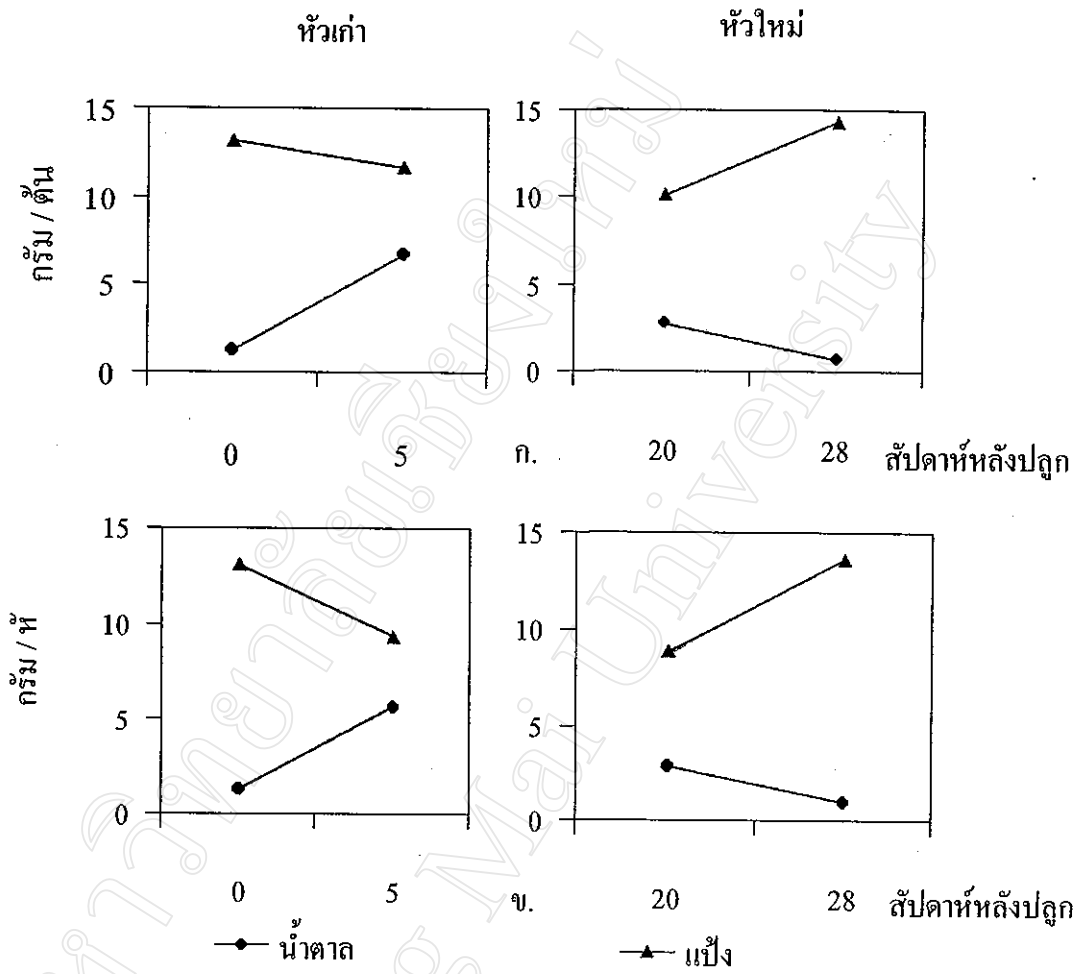 หัวเก่า หัวใหม่
15 15
10 10
5 5
0 0
กรัม / ต้น
0 5 ก. 20 28 สัปดาห์หลังปลูก
15 15
10 10
5 5
0 0
กรัม / หั
0 5 ข. 20 28 สัปดาห์หลังปลูก
น้ำตาล แป้ง
Mai University